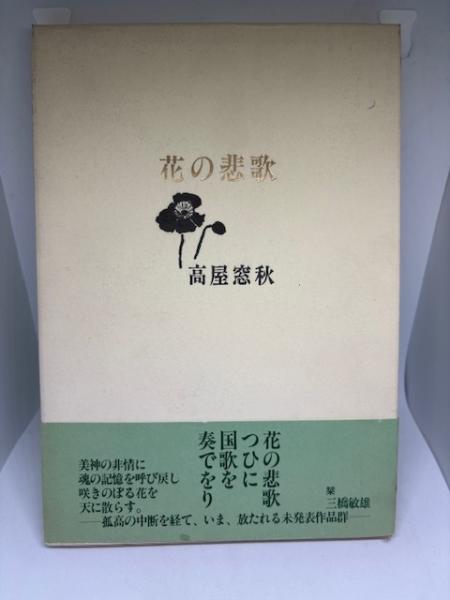 花の悲歌
高屋窓秋
花の悲歌
つひに
国歌を
奏でをり
栞
三橋敏雄
美神の非情に
魂の記憶を呼び戻し
咲きのぼる花を
天に散らす。
──孤高の中断を経て、いま、放たれる未発表作品群──